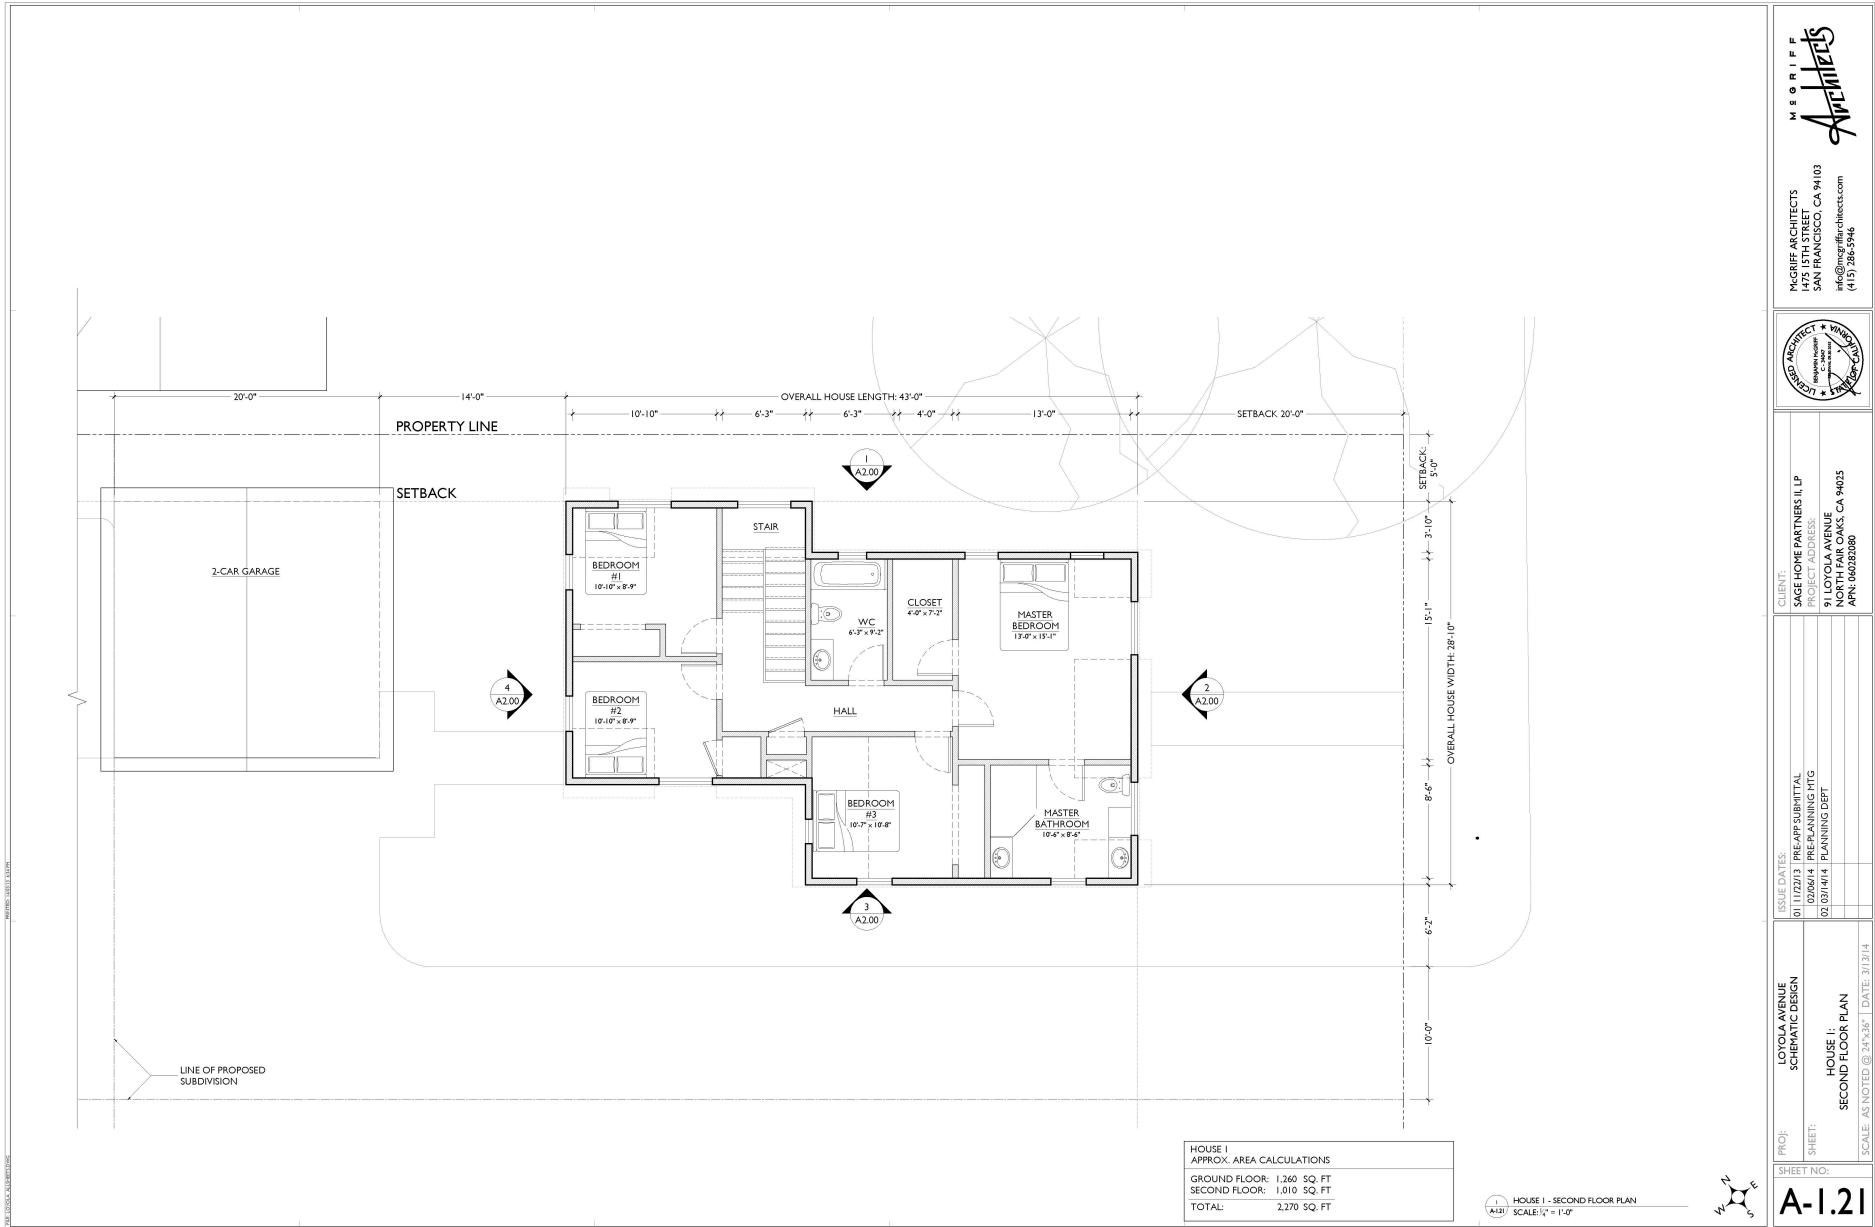 20'-0"
14'-0"
OVERALL HOUSE LENGTH: 43'-0"
10'-10"
6'-3"
6'-3"
4'-0"
13'-0"
SETBACK 20'-0"
PROPERTY LINE
SETBACK
1
A2.00
SETBACK:
5'-0"
3'-10"
15'-1"
OVERALL HOUSE WIDTH: 28'-10"
8'-6"
6'-2"
10'-0"
2-CAR GARAGE
STAIR
BEDROOM
#1
10'-10" x 8'-9"
CLOSET
4'-0" x 7'-2"
WC
6'-3" x 9'-2"
MASTER
BEDROOM
13'-0" x 15'-1"
4
A2.00
BEDROOM
#2
10'-10" x 8'-9"
HALL
2
A2.00
BEDROOM
#3
10'-7" x 10'-8"
MASTER
BATHROOM
10'-6" x 8'-6"
3
A2.00
LINE OF PROPOSED
SUBDIVISION
HOUSE 1
APPROX. AREA CALCULATIONS
GROUND FLOOR: 1,260 SQ. FT
SECOND FLOOR: 1,010 SQ. FT
TOTAL: 2,270 SQ. FT
1
A-1.21
HOUSE 1 - SECOND FLOOR PLAN
SCALE: 1/4" = 1'-0"
N
E
S
W
McGRIFF
Architects
McGRIFF ARCHITECTS
1475 15TH STREET
SAN FRANCISCO, CA 94103
info@mcgriffarchitects.com
(415) 286-5946
LICENSED ARCHITECT
BENJAMIN McGRIFF
STATE OF CALIFORNIA
CLIENT:
SAGE HOME PARTNERS II, LP
PROJECT ADDRESS:
91 LOYOLA AVENUE
NORTH FAIR OAKS, CA 94025
APN: 060282080
ISSUE DATES:
01 11/22/13 PRE-APP SUBMITTAL
02/06/14 PRE-PLANNING MTG
02 03/14/14 PLANNING DEPT
PROJ:
LOYOLA AVENUE
SCHEMATIC DESIGN
SHEET:
HOUSE 1:
SECOND FLOOR PLAN
SCALE: AS NOTED @ 24"x36"
DATE: 3/13/14
SHEET NO:
A-1.21